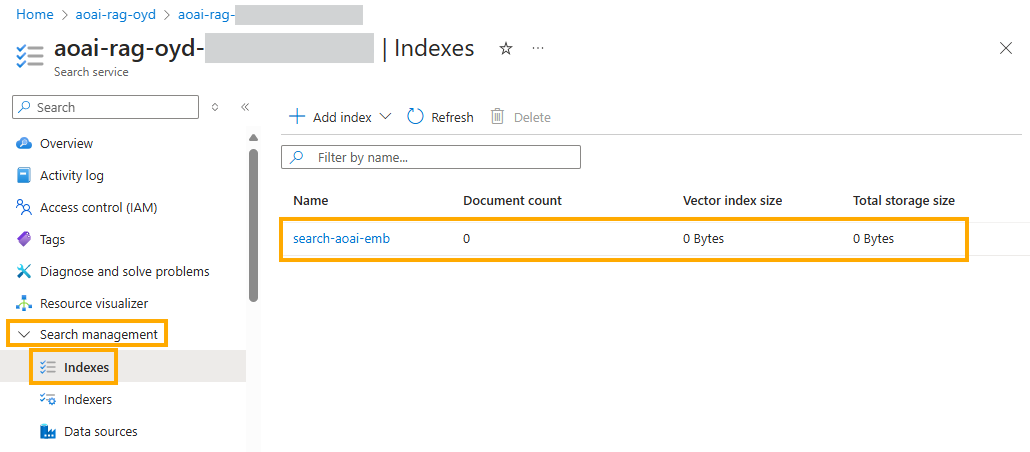 Home > aoai-rag-oyd > aoai-rag-
aoai-rag-oyd- | Indexes ☆ ···
Search service
Search
Add index Refresh Delete
Overview
Filter by name...
Activity log
Name Document count Vector index size Total storage size
Access control (IAM)
search-aoai-emb 0 0 Bytes 0 Bytes
Tags
Diagnose and solve problems
Resource visualizer
Search management
Indexes
Indexers
Data sources